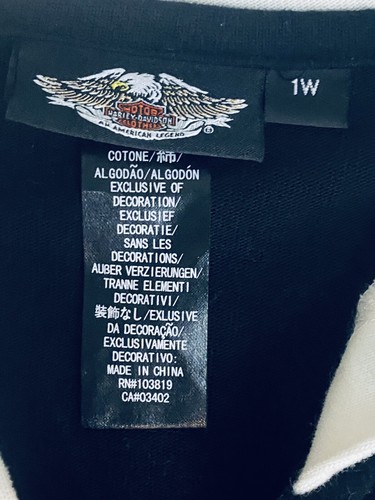 MOTOR
HARLEY-DAVIDSON
CLOTHES
AN AMERICAN LEGEND
®
1W
COTONE/綿/
ALGODÃO/ALGODÓN
EXCLUSIVE OF
DECORATION/
EXCLUSIEF
DECORATIE/
SANS LES
DECORATIONS/
AUBER VERZIERUNGEN/
TRANNE ELEMENTI
DECORATIVI/
装飾なし/EXLUSIVE
DA DECORAÇÃO/
EXCLUSIVAMENTE
DECORATIVO:
MADE IN CHINA
RN#103819
CA#03402